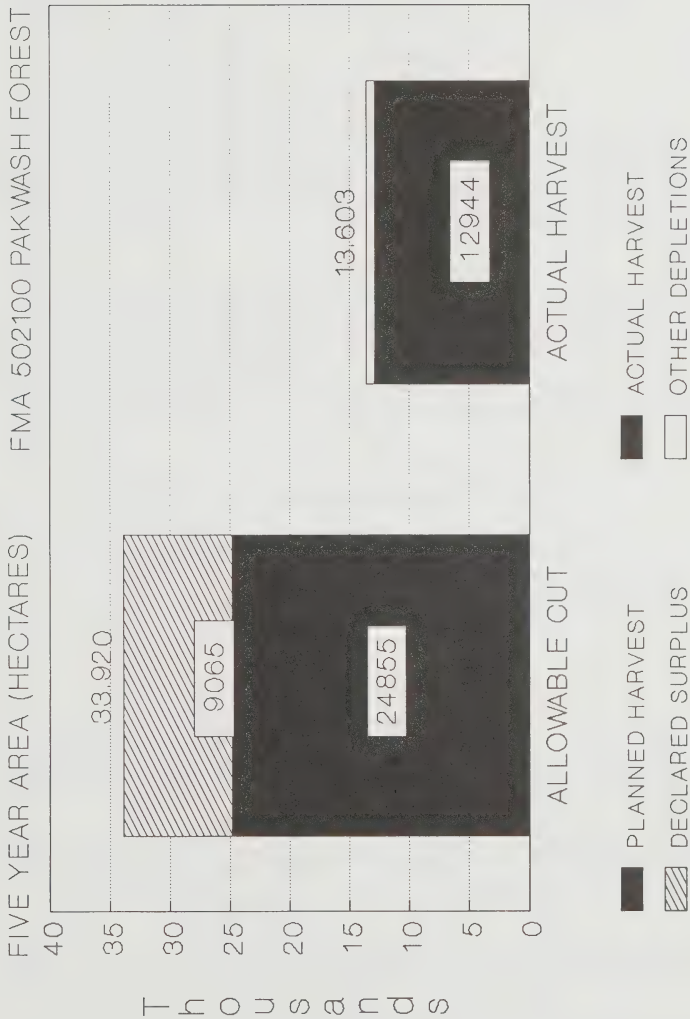 FIVE YEAR AREA (HECTARES) FMA 502100 PAKWASH FOREST
Thousands
40
35
30
25
20
15
10
5
0
33,920
9065
24855
13,603
12944
ALLOWABLE CUT ACTUAL HARVEST
PLANNED HARVEST ACTUAL HARVEST
DECLARED SURPLUS OTHER DEPLETIONS